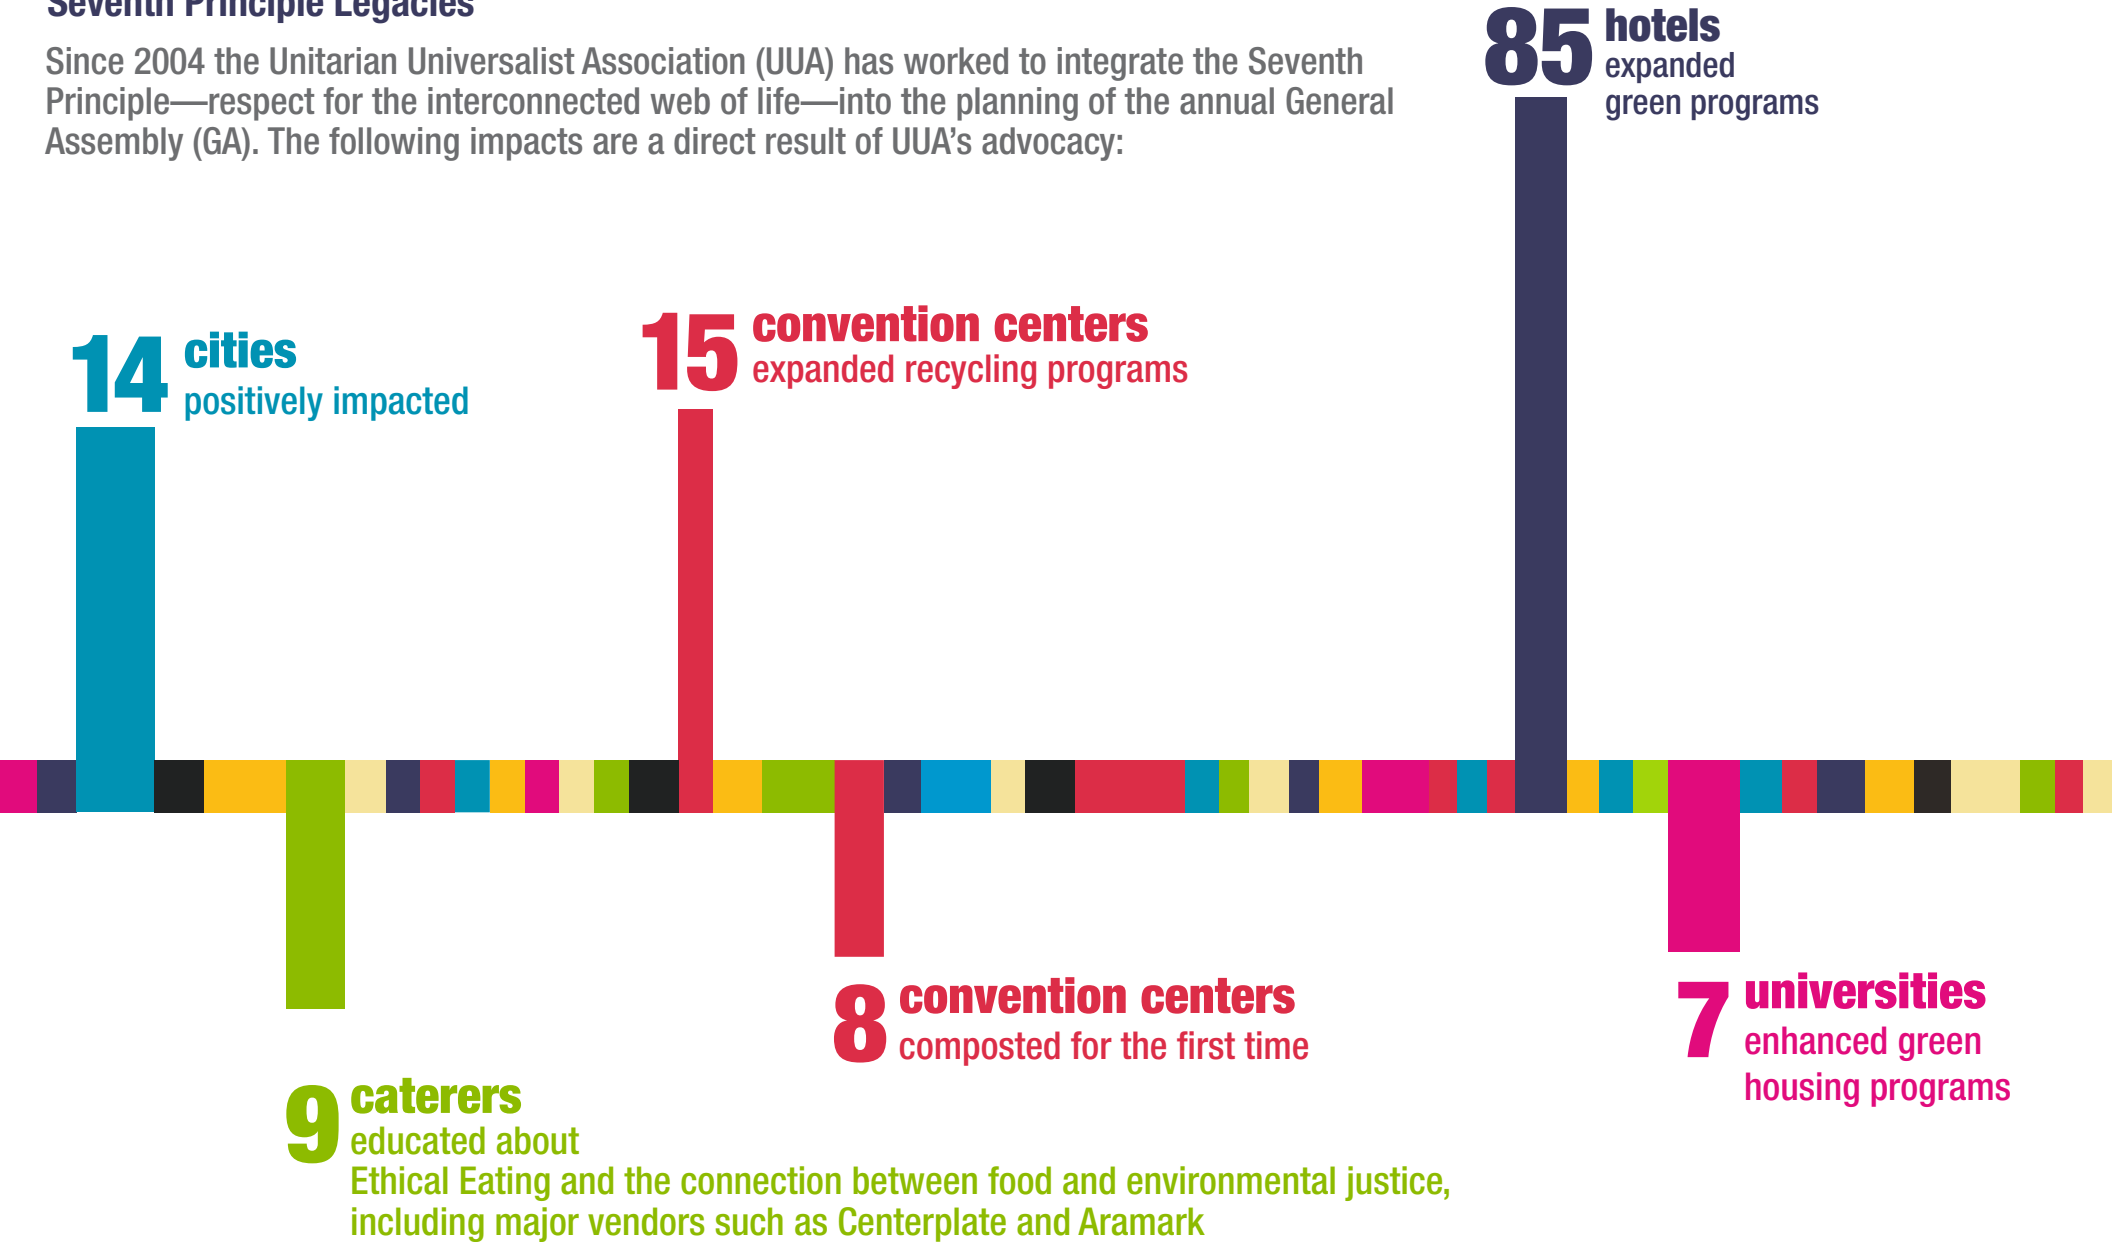 Seventh Principle Legacies
Since 2004 the Unitarian Universalist Association (UUA) has worked to integrate the Seventh
Principle—respect for the interconnected web of life—into the planning of the annual General
Assembly (GA). The following impacts are a direct result of UUA’s advocacy:
85 hotels
expanded
green programs
14 cities
positively impacted
15 convention centers
expanded recycling programs
8 convention centers
composted for the first time
7 universities
enhanced green
housing programs
9 caterers
educated about
Ethical Eating and the connection between food and environmental justice,
including major vendors such as Centerplate and Aramark